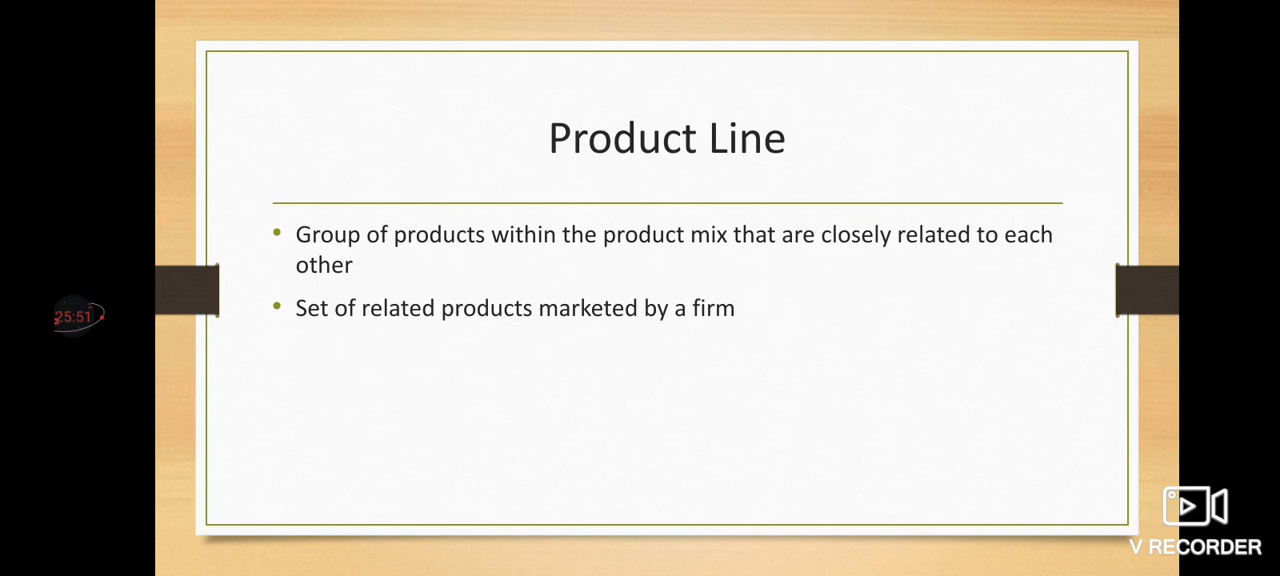 Product Line
Group of products within the product mix that are closely related to each
other
Set of related products marketed by a firm
25:51
V RECORDER